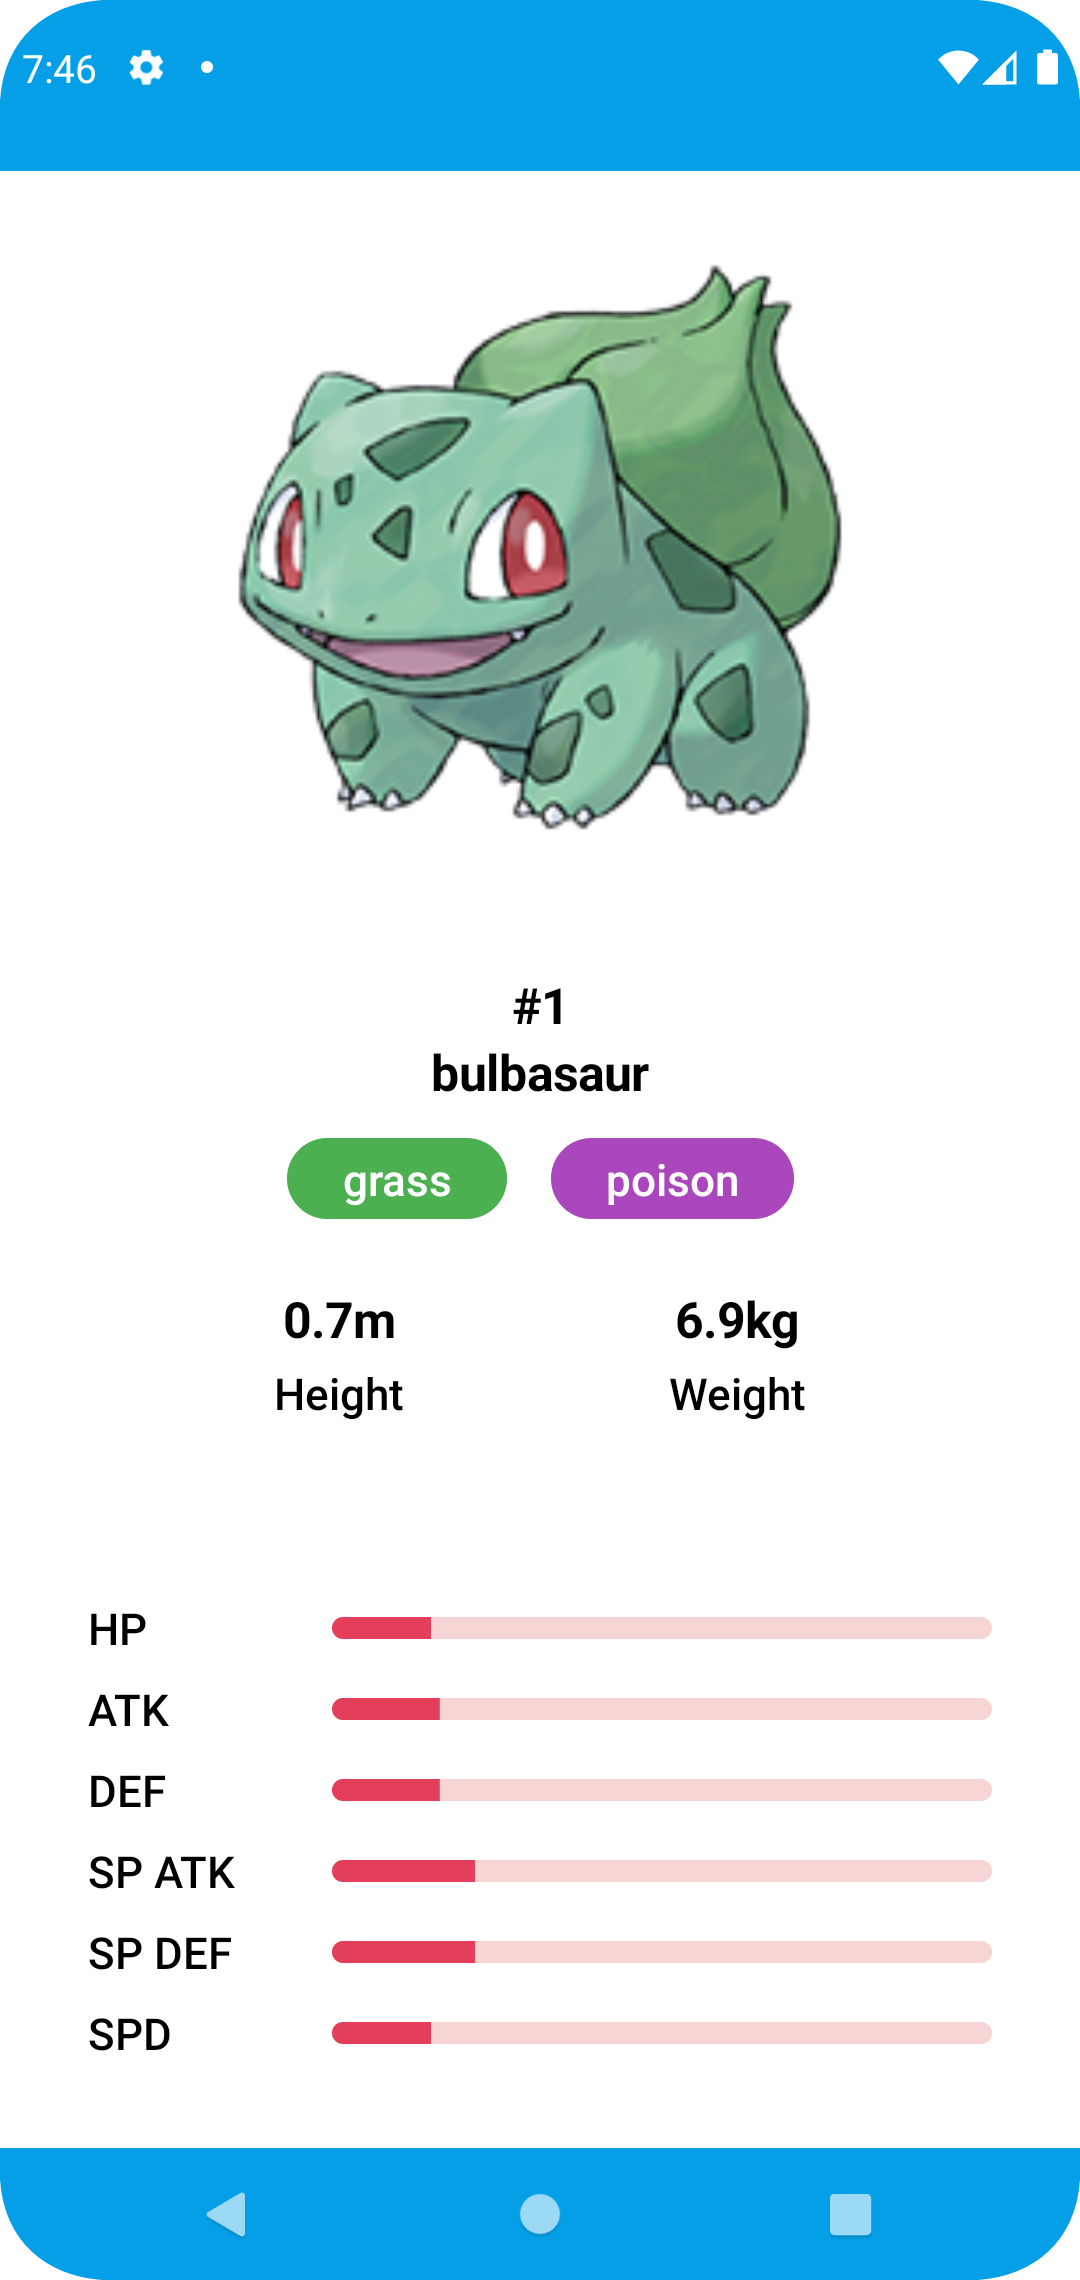 7:46
#1
bulbasaur
grass poison
0.7m 6.9kg
Height Weight
HP
ATK
DEF
SP ATK
SP DEF
SPD